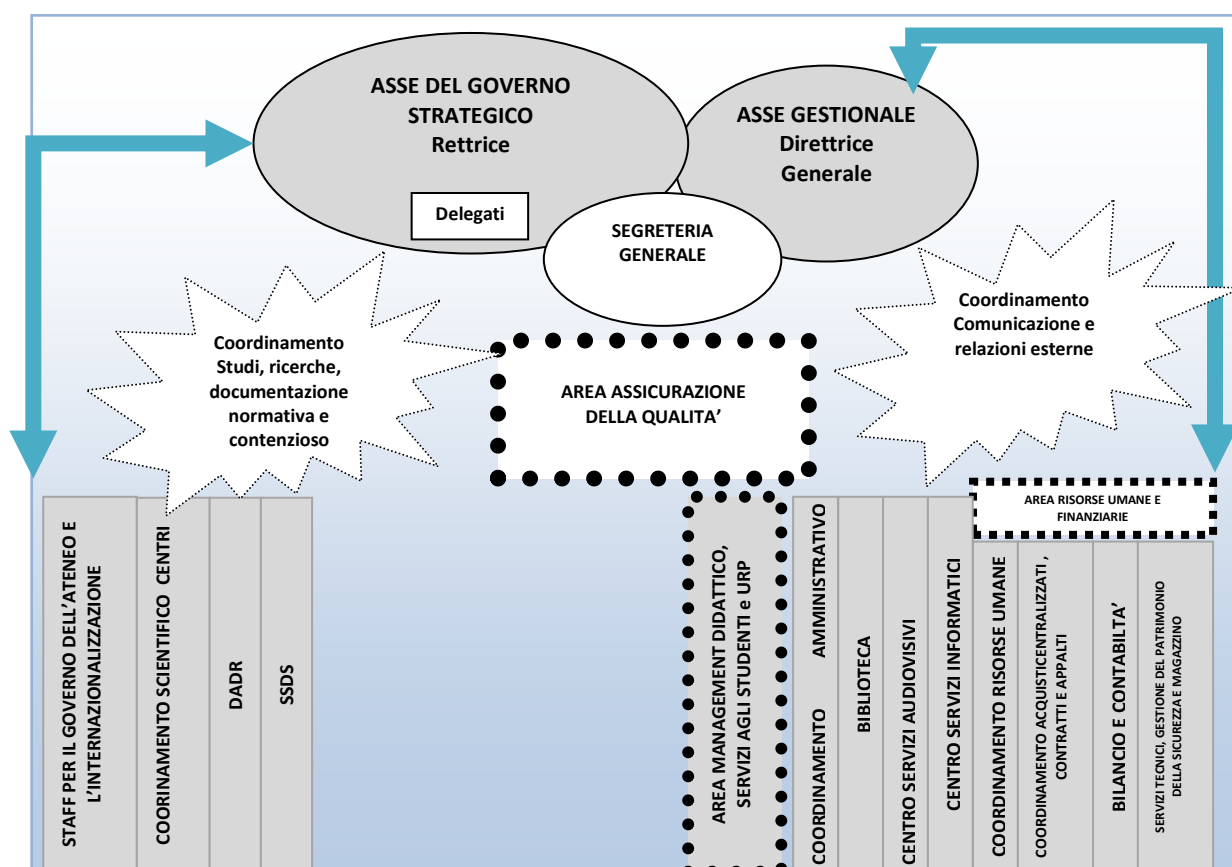 ASSE DEL GOVERNO
STRATEGICO
Rettrice
Delegati
ASSE GESTIONALE
Direttrice
Generale
SEGRETERIA
GENERALE
Coordinamento
Studi, ricerche,
documentazione
normativa e
contenzioso
Coordinamento
Comunicazione e
relazioni esterne
AREA ASSICURAZIONE
DELLA QUALITA’
STAFF PER IL GOVERNO DELL’ATENEO E
L’INTERNAZIONALIZZAZIONE
COORINAMENTO SCIENTIFICO CENTRI
DADR
SSDS
AREA MANAGEMENT DIDATTICO,
SERVIZI AGLI STUDENTI e URP
COORDINAMENTO AMMINISTRATIVO
BIBLIOTECA
CENTRO SERVIZI AUDIOVISIVI
CENTRO SERVIZI INFORMATICI
AREA RISORSE UMANE E
FINANZIARIE
COORDINAMENTO RISORSE UMANE
COORDINAMENTO ACQUISTICENTRALIZZATI ,
CONTRATTI E APPALTI
BILANCIO E CONTABILTA’
SERVIZI TECNICI, GESTIONE DEL PATRIMONIO
DELLA SICUREZZA E MAGAZZINO